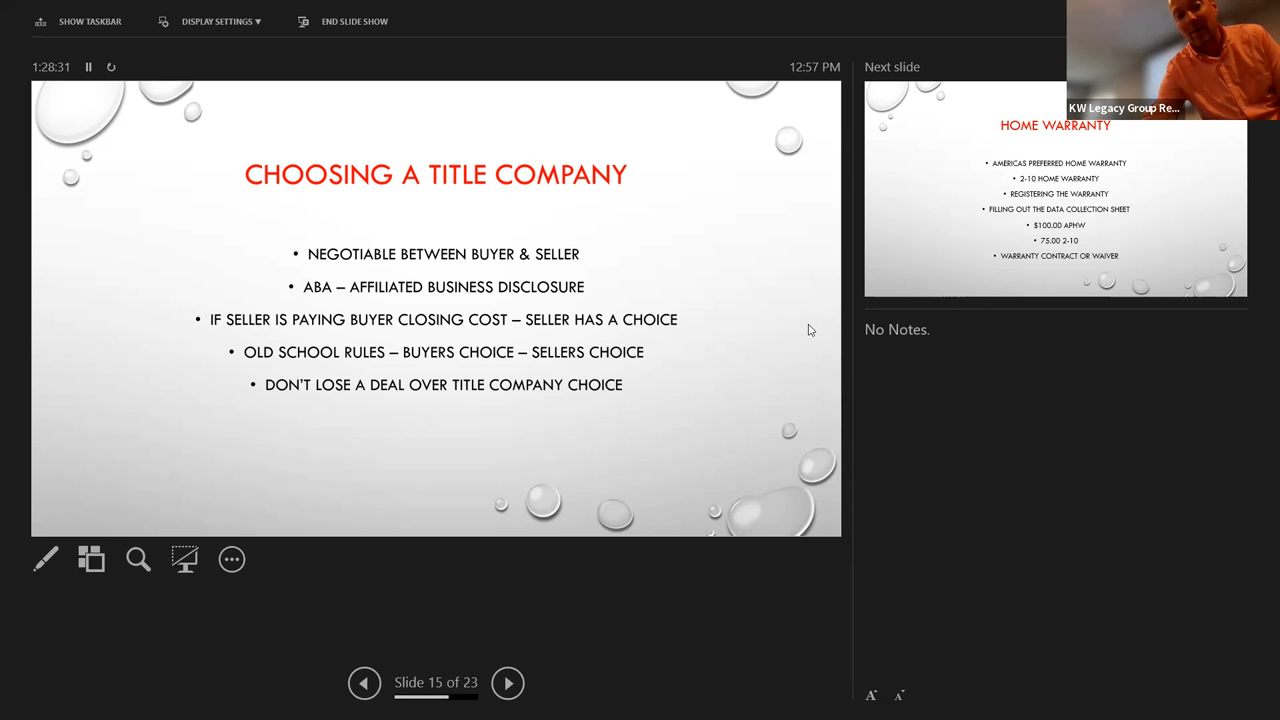 SHOW TASKBAR
DISPLAY SETTINGS ▼
END SLIDE SHOW
1:28:31
12:57 PM
CHOOSING A TITLE COMPANY
• NEGOTIABLE BETWEEN BUYER & SELLER
• ABA – AFFILIATED BUSINESS DISCLOSURE
• IF SELLER IS PAYING BUYER CLOSING COST – SELLER HAS A CHOICE
• OLD SCHOOL RULES – BUYERS CHOICE – SELLERS CHOICE
• DON'T LOSE A DEAL OVER TITLE COMPANY CHOICE
Next slide
KW Legacy Group Re...
HOME WARRANTY
• AMERICAS PREFERRED HOME WARRANTY
• 2-10 HOME WARRANTY
• REGISTERING THE WARRANTY
• FILLING OUT THE DATA COLLECTION SHEET
• $100.00 APHW
• 75.00 2-10
• WARRANTY CONTRACT OR WAIVER
No Notes.
Slide 15 of 23
A A